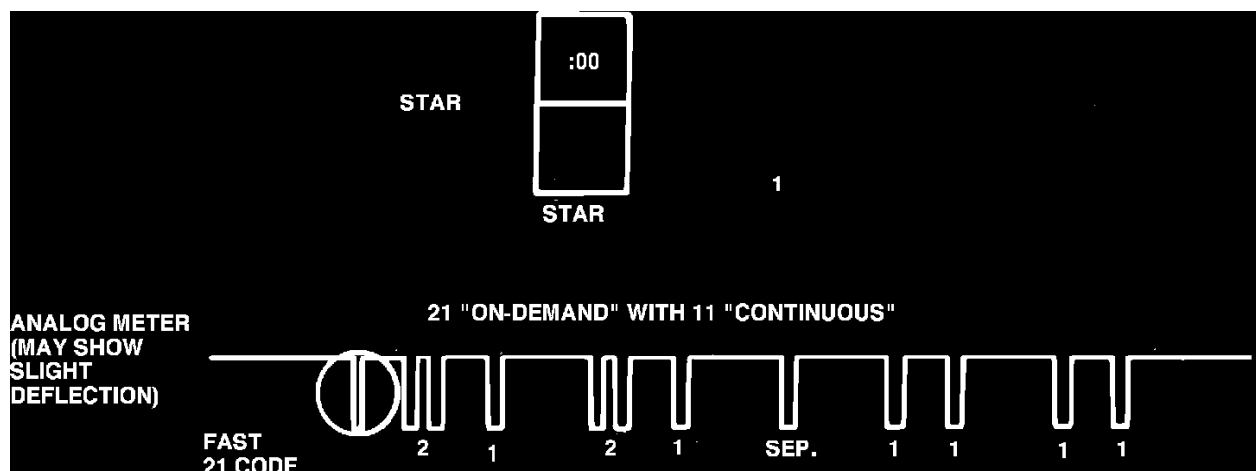 :00
STAR
1
STAR
21 "ON-DEMAND" WITH 11 "CONTINUOUS"
ANALOG METER
(MAY SHOW
SLIGHT
DEFLECTION)
FAST
21 CODE
2 1 2 1 SEP. 1 1 1 1